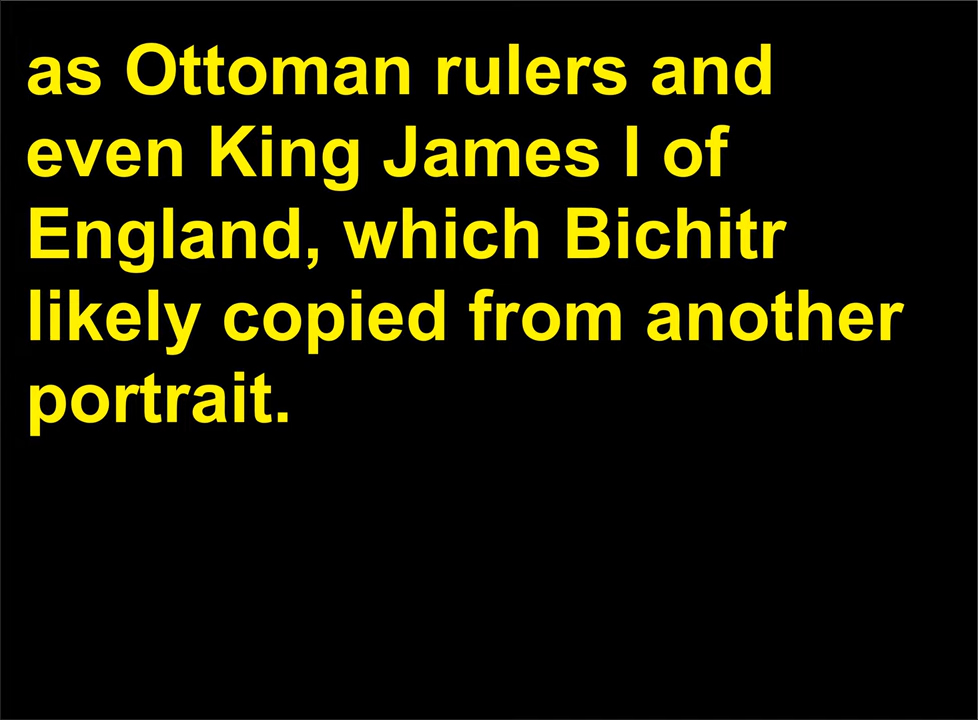 as Ottoman rulers and
even King James I of
England, which Bichitr
likely copied from another
portrait.